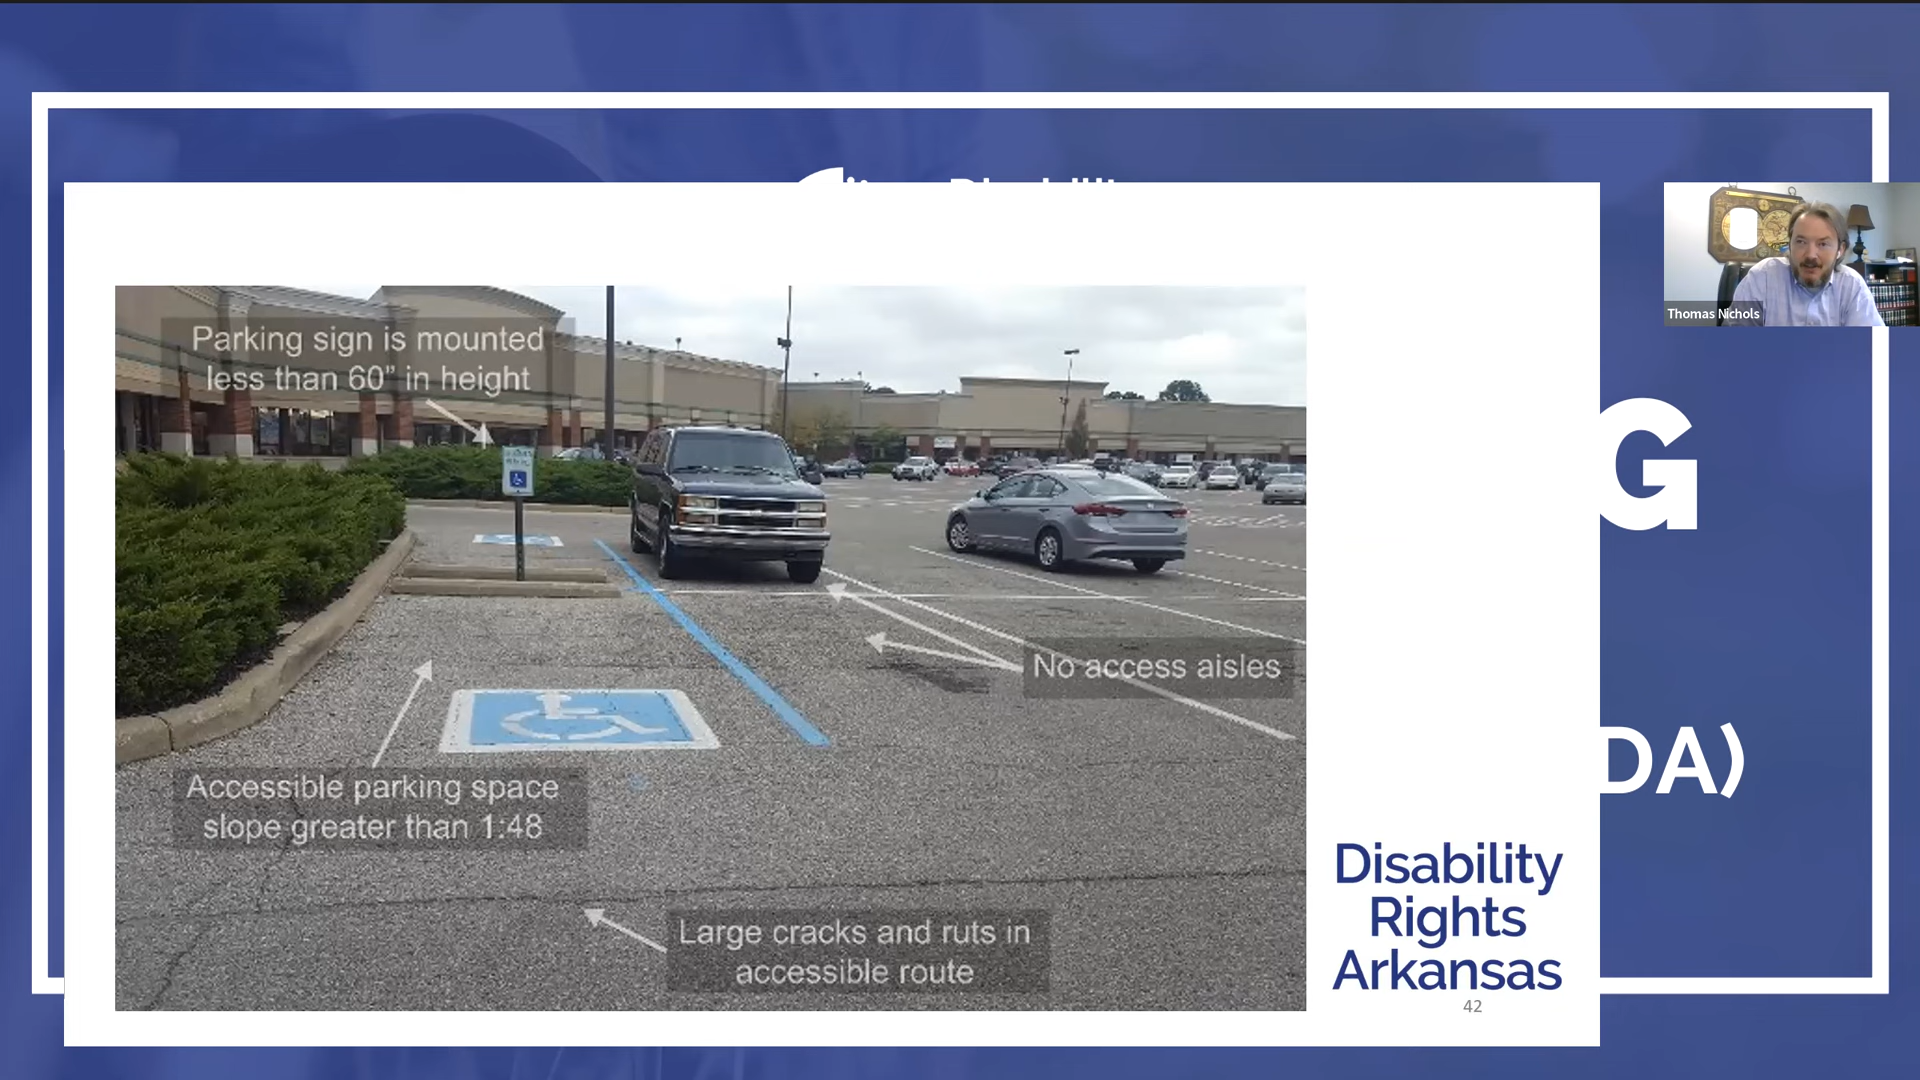 Thomas Nichols
Parking sign is mounted
less than 60” in height
G
No access aisles
DA)
Accessible parking space
slope greater than 1:48
Large cracks and ruts in
accessible route
Disability
Rights
Arkansas
42